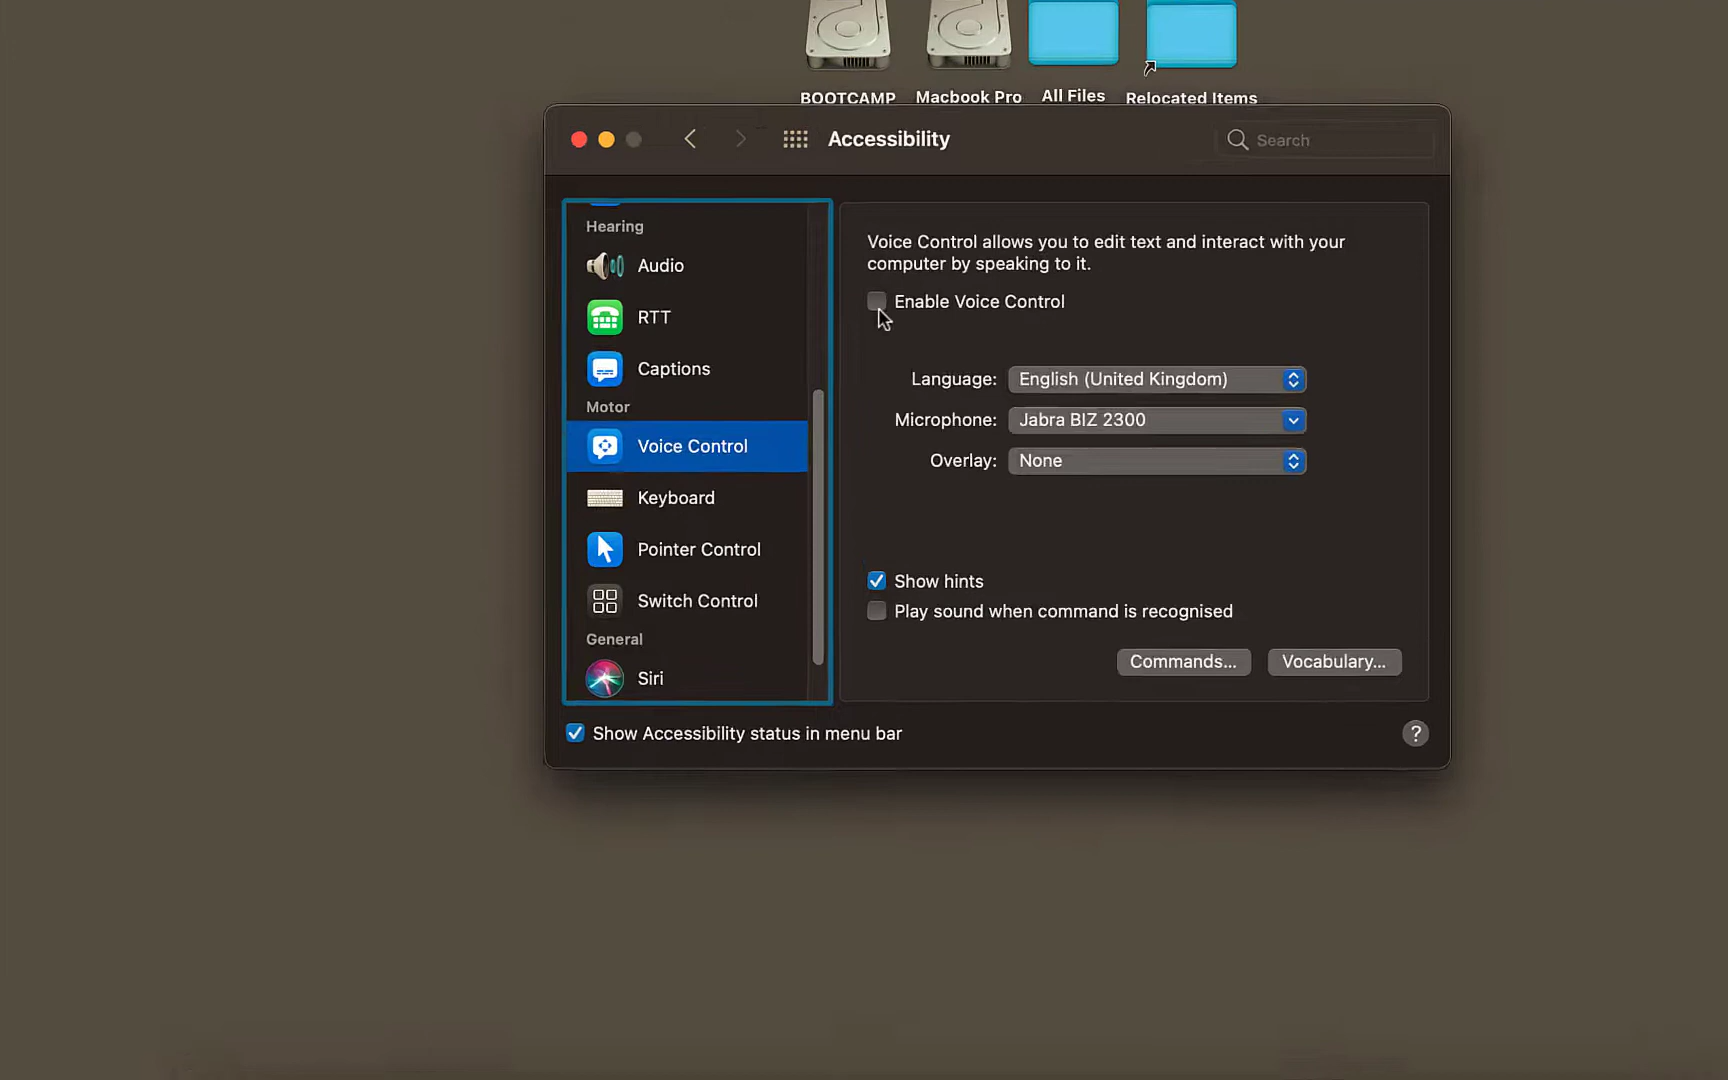 BOOTCAMP
Macbook Pro
All Files
Relocated Items
Accessibility
Search
Hearing
Audio
RTT
Captions
Motor
Voice Control
Keyboard
Pointer Control
Switch Control
General
Siri
Voice Control allows you to edit text and interact with your
computer by speaking to it.
Enable Voice Control
Language: English (United Kingdom)
Microphone: Jabra BIZ 2300
Overlay: None
Show hints
Play sound when command is recognised
Commands...
Vocabulary...
Show Accessibility status in menu bar
?